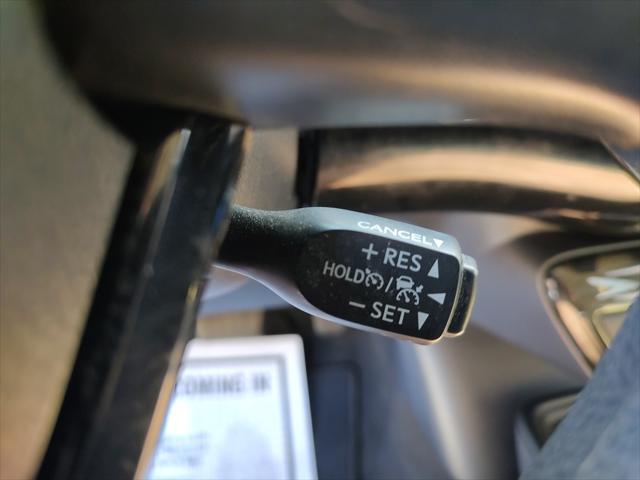 CANCEL▼
+RES▲
HOLD / ◀
−SET▼
COMING IN